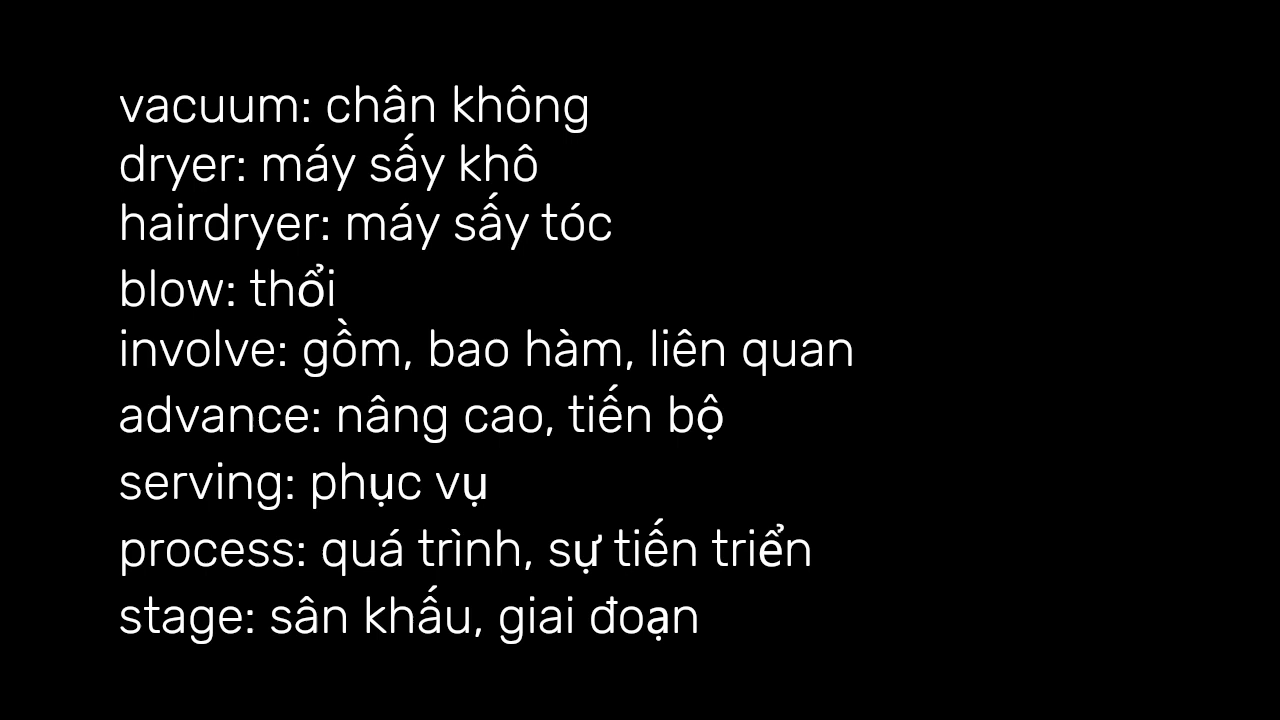 vacuum: chân không
dryer: máy sấy khô
hairdryer: máy sấy tóc
blow: thổi
involve: gồm, bao hàm, liên quan
advance: nâng cao, tiến bộ
serving: phục vụ
process: quá trình, sự tiến triển
stage: sân khấu, giai đoạn